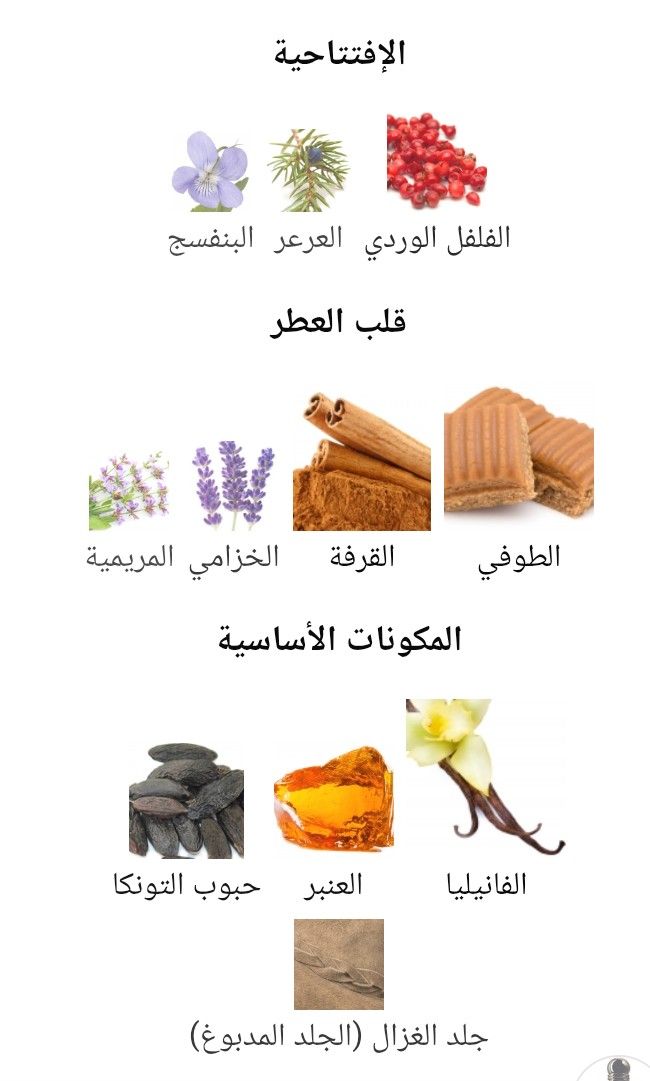 الإفتتاحية
الفلفل الوردي العرعر البنفسج
قلب العطر
الطوفي القرفة الخزامي المريمية
المكونات الأساسية
الفانيليا العنبر حبوب التونكا
جلد الغزال (الجلد المدبوغ)